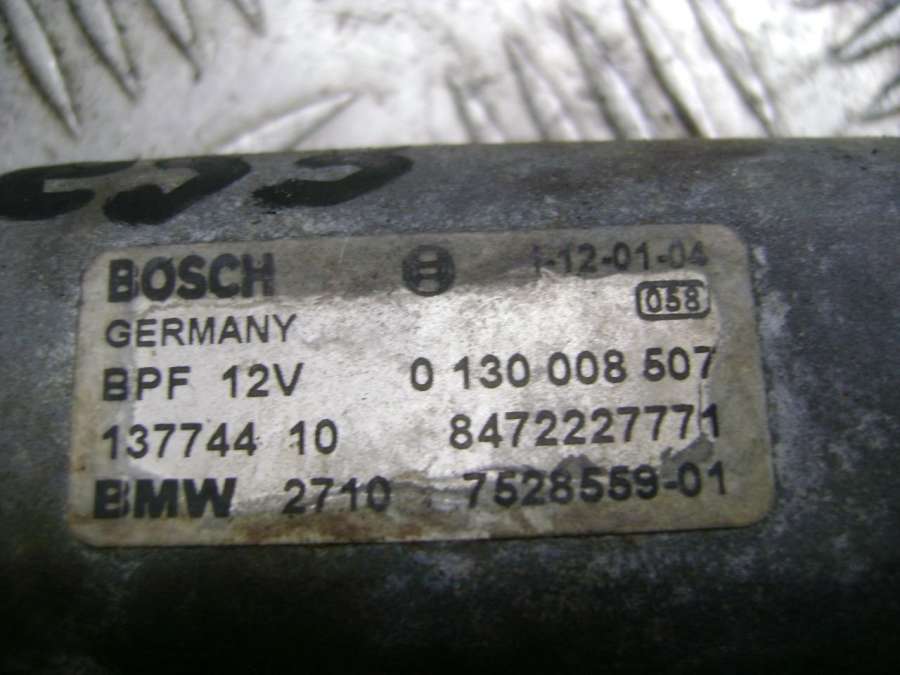 BOSCH 1-12-01-04
058
GERMANY
BPF 12V 0 130 008 507
137744 10 8472227771
BMW 2710 7528559-01